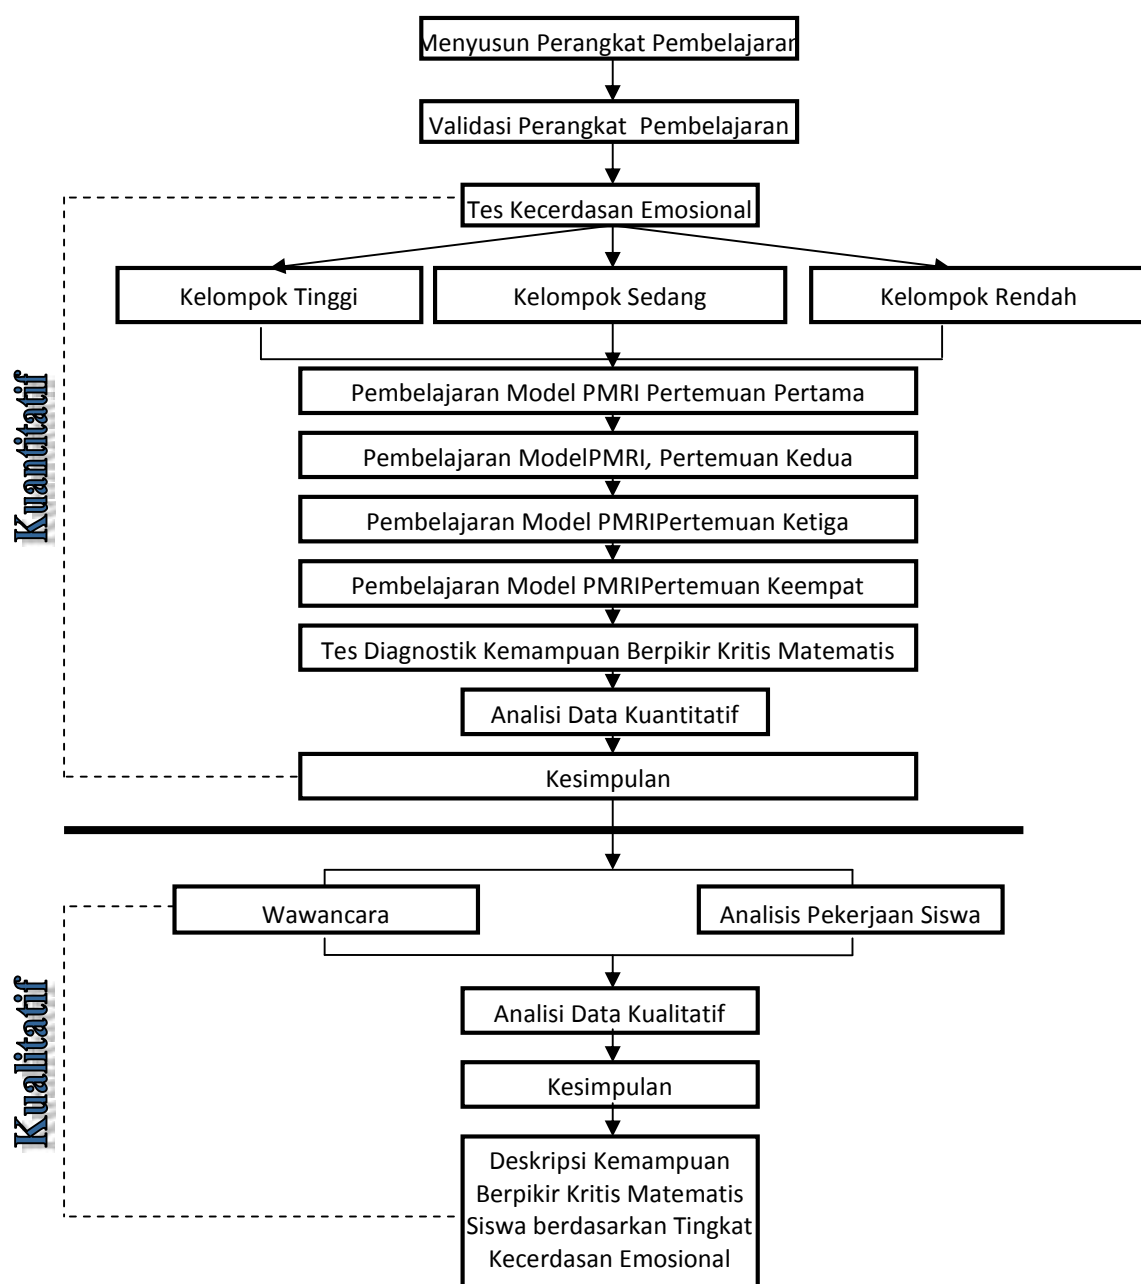 Menyusun Perangkat Pembelajaran
Validasi Perangkat  Pembelajaran
Tes Kecerdasan Emosional
Kelompok Tinggi
Kelompok Sedang
Kelompok Rendah
Kuantitatif
Pembelajaran Model PMRI Pertemuan Pertama
Pembelajaran ModelPMRI, Pertemuan Kedua
Pembelajaran Model PMRIPertemuan Ketiga
Pembelajaran Model PMRIPertemuan Keempat
Tes Diagnostik Kemampuan Berpikir Kritis Matematis
Analisi Data Kuantitatif
Kesimpulan
Wawancara
Analisis Pekerjaan Siswa
Kualitatif
Analisi Data Kualitatif
Kesimpulan
Deskripsi Kemampuan
Berpikir Kritis Matematis
Siswa berdasarkan Tingkat
Kecerdasan Emosional